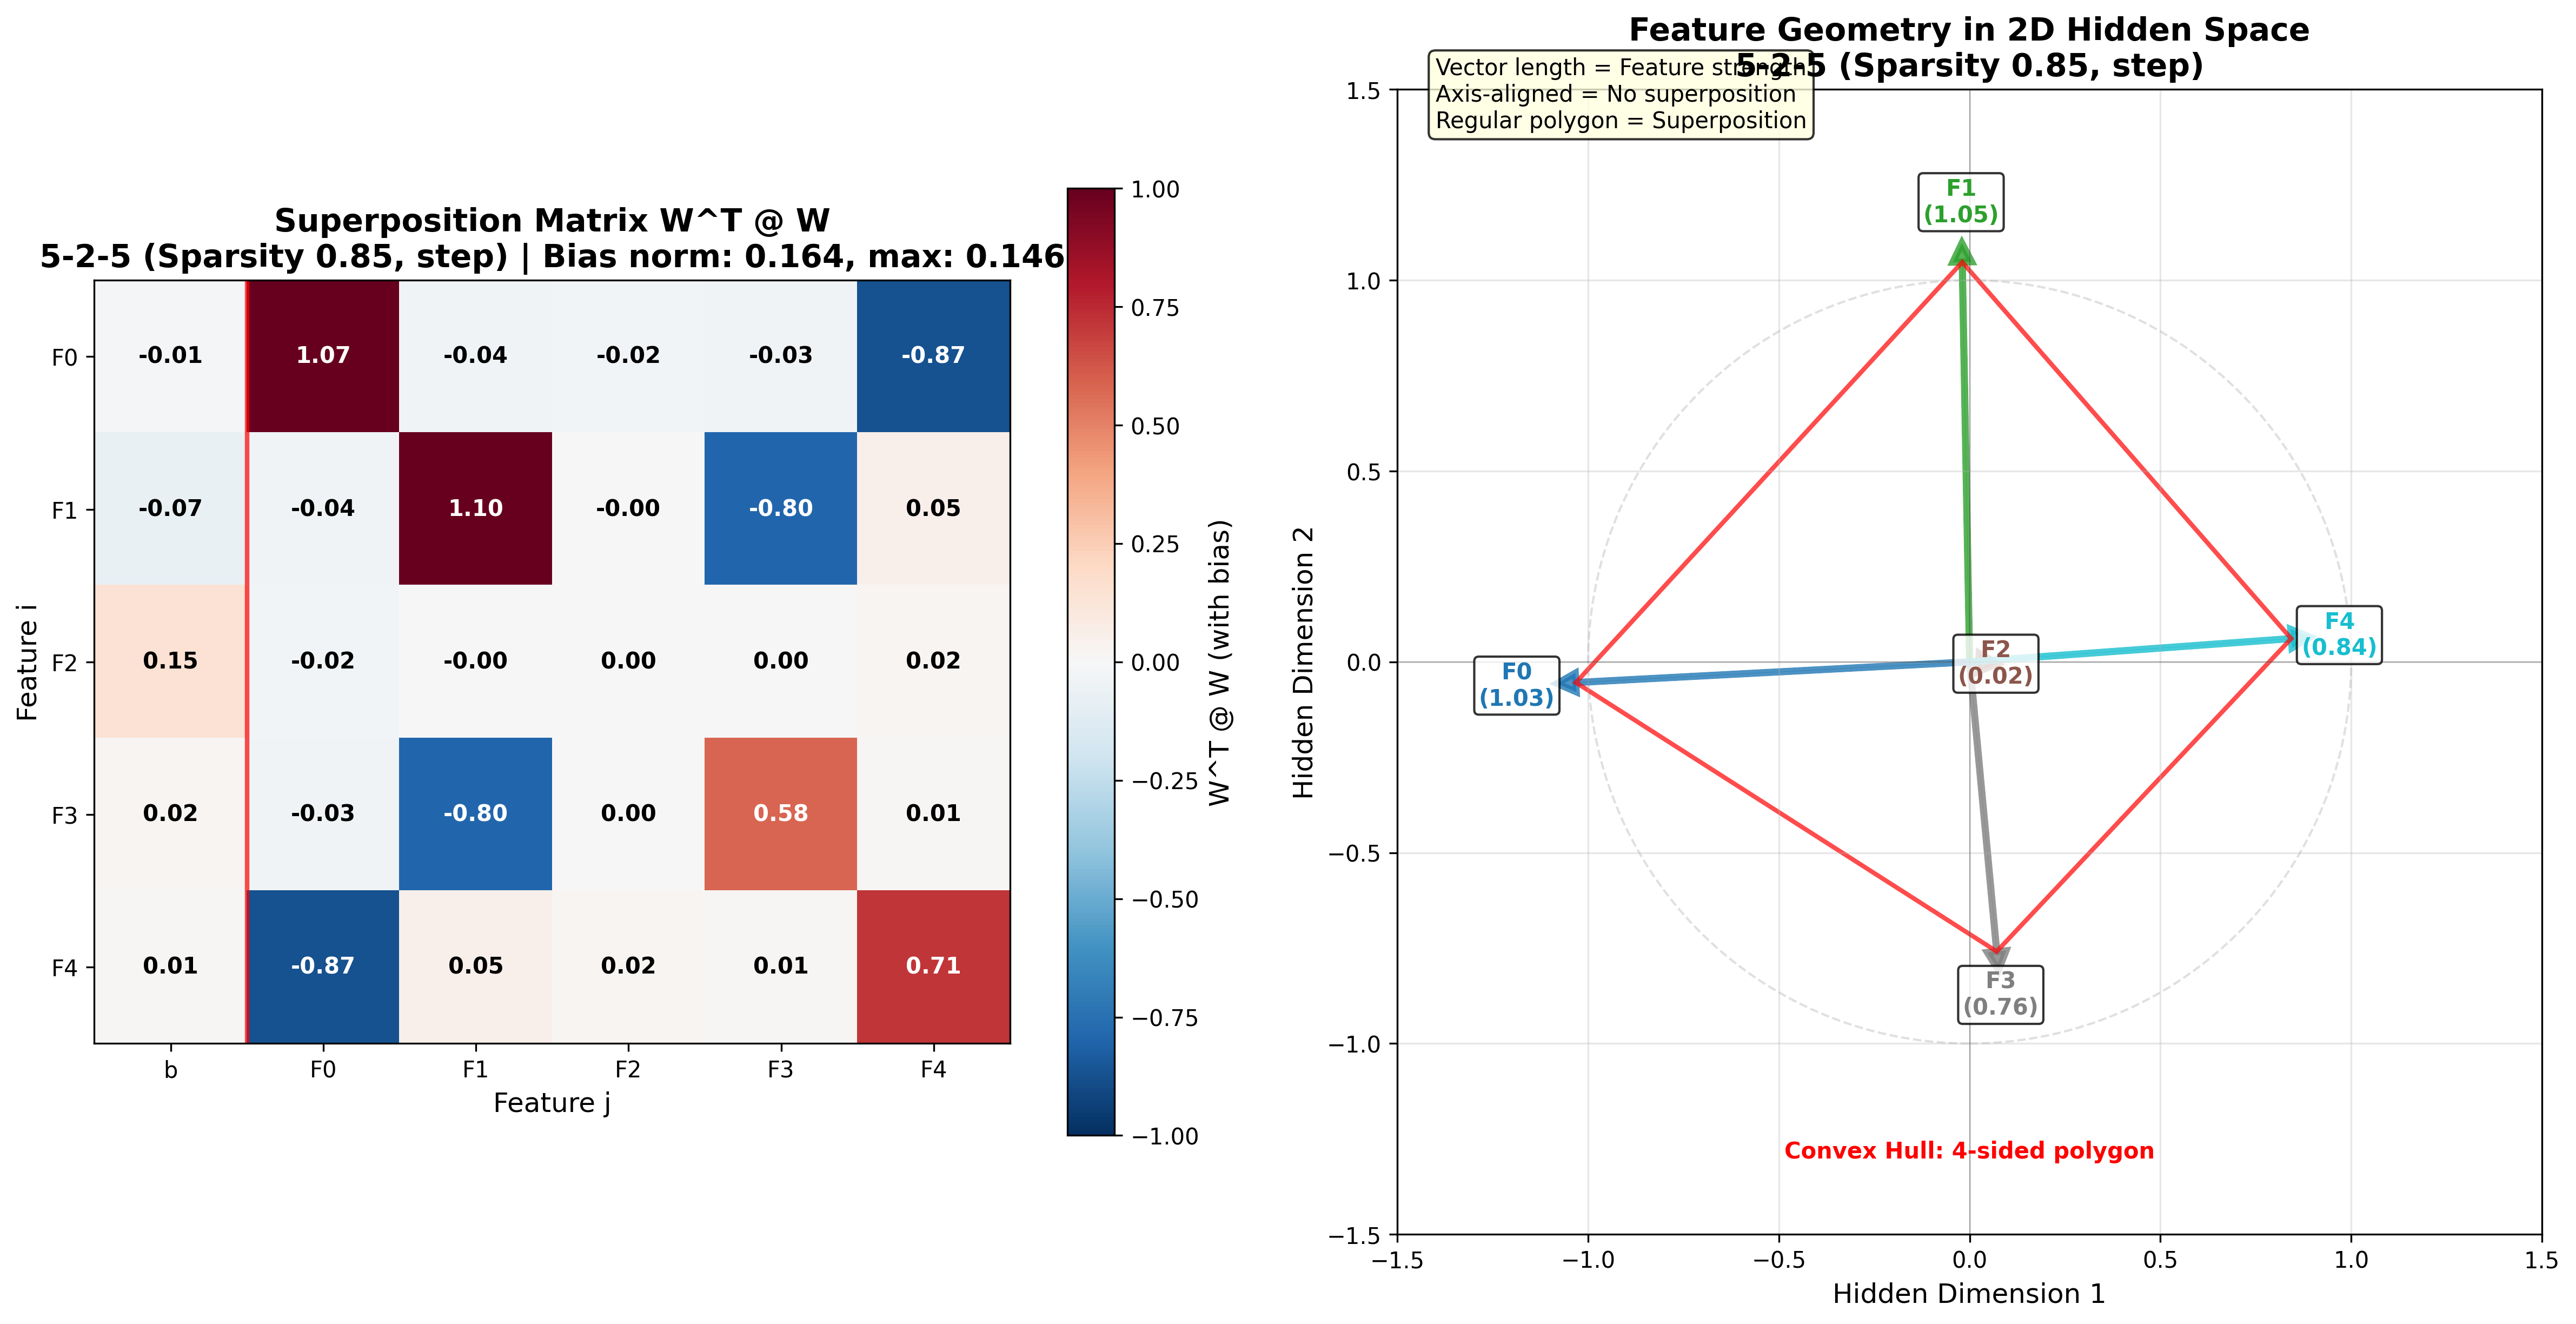 Superposition Matrix W^T @ W
5-2-5 (Sparsity 0.85, step) | Bias norm: 0.164, max: 0.146
Feature i
F0
F1
F2
F3
F4
-0.01 1.07 -0.04 -0.02 -0.03 -0.87
-0.07 -0.04 1.10 -0.00 -0.80 0.05
0.15 -0.02 -0.00 0.00 0.00 0.02
0.02 -0.03 -0.80 0.00 0.58 0.01
0.01 -0.87 0.05 0.02 0.01 0.71
b F0 F1 F2 F3 F4
Feature j
1.00
0.75
0.50
0.25
0.00
−0.25
−0.50
−0.75
−1.00
W^T @ W (with bias)
Feature Geometry in 2D Hidden Space
5-2-5 (Sparsity 0.85, step)
Vector length = Feature strength
Axis-aligned = No superposition
Regular polygon = Superposition
Hidden Dimension 2
1.5
1.0
0.5
0.0
−0.5
−1.0
−1.5
F1
(1.05)
F4
(0.84)
F2
(0.02)
F0
(1.03)
F3
(0.76)
Convex Hull: 4-sided polygon
−1.5 −1.0 −0.5 0.0 0.5 1.0 1.5
Hidden Dimension 1